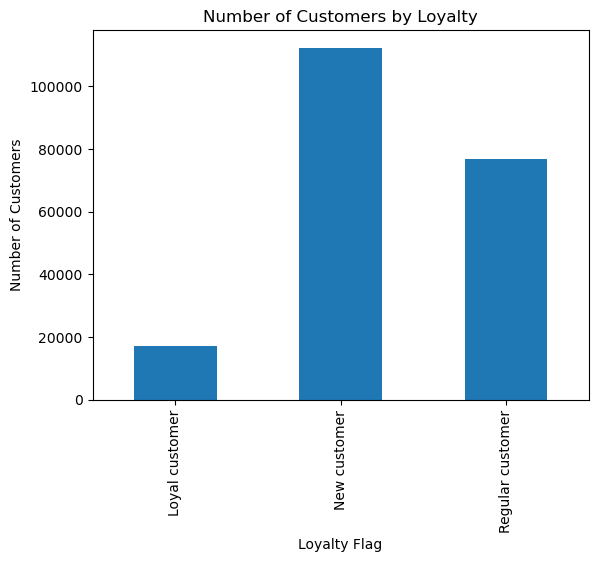 Number of Customers by Loyalty
Number of Customers
100000
80000
60000
40000
20000
0
Loyal customer
New customer
Regular customer
Loyalty Flag